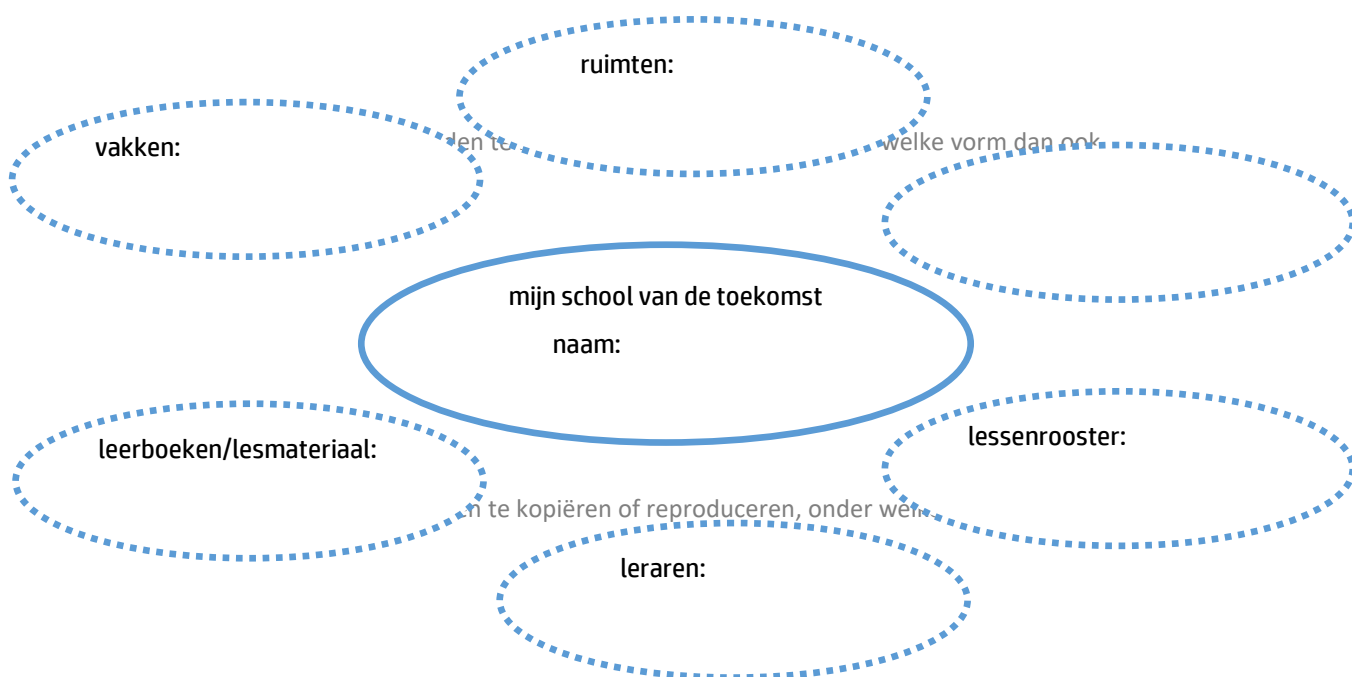 ruimten:
welke vorm dan ook
vakken:
mijn school van de toekomst
naam:
lessenrooster:
leerboeken/lesmateriaal:
te kopiëren of reproduceren, onder
leraren: